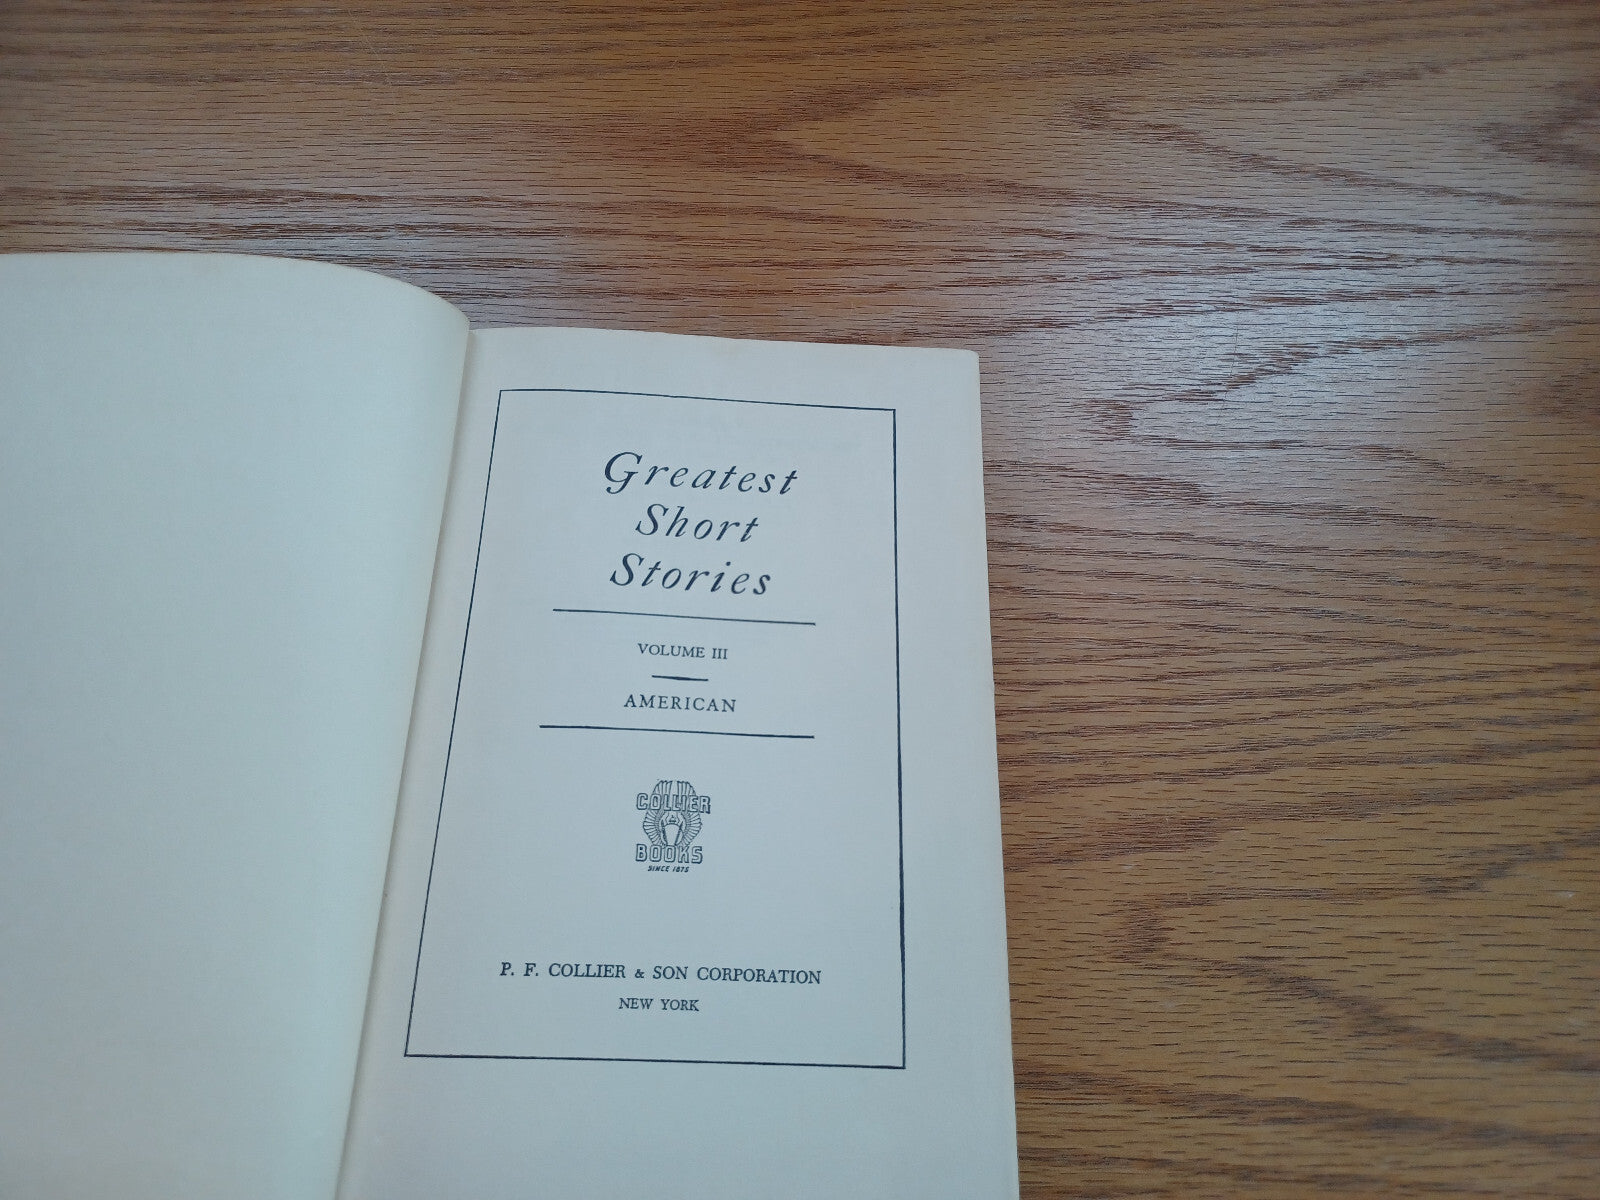 Greatest
Short
Stories
VOLUME III
AMERICAN
COLLIER
BOOKS
SINCE 1875
P. F. COLLIER & SON CORPORATION
NEW YORK